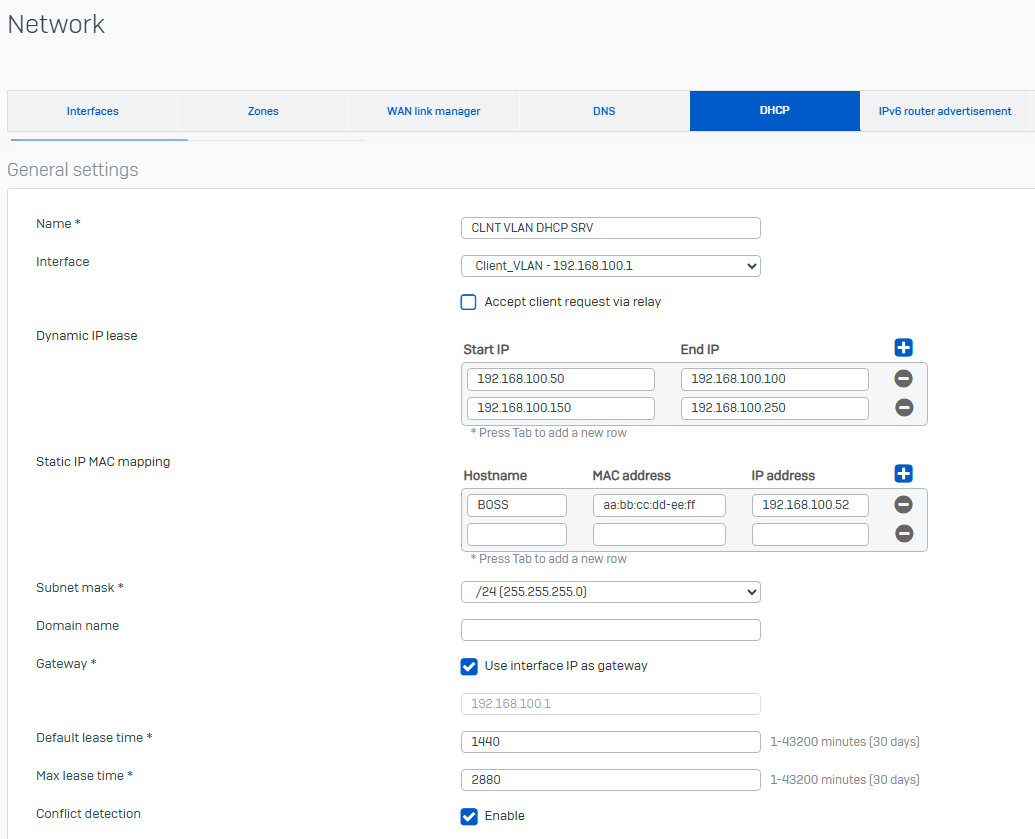 Network
Interfaces Zones WAN link manager DNS DHCP IPv6 router advertisement
General settings
Name * CLNT VLAN DHCP SRV
Interface Client_VLAN - 192.168.100.1
Accept client request via relay
Dynamic IP lease
Start IP End IP
192.168.100.50 192.168.100.100
192.168.100.150 192.168.100.250
* Press Tab to add a new row
Static IP MAC mapping
Hostname MAC address IP address
BOSS aa:bb:cc:dd-ee:ff 192.168.100.52
* Press Tab to add a new row
Subnet mask * /24 (255.255.255.0)
Domain name
Gateway * Use interface IP as gateway
192.168.100.1
Default lease time * 1440 1-43200 minutes (30 days)
Max lease time * 2880 1-43200 minutes (30 days)
Conflict detection Enable